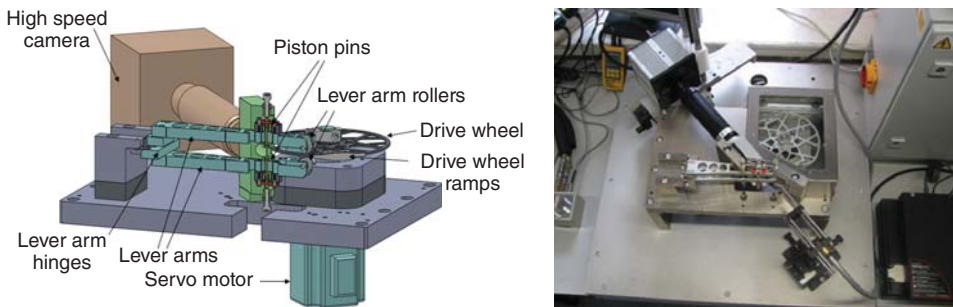 High speed
camera
Piston pins
Lever arm rollers
Drive wheel
Drive wheel
ramps
Lever arm
hinges
Lever arms
Servo motor